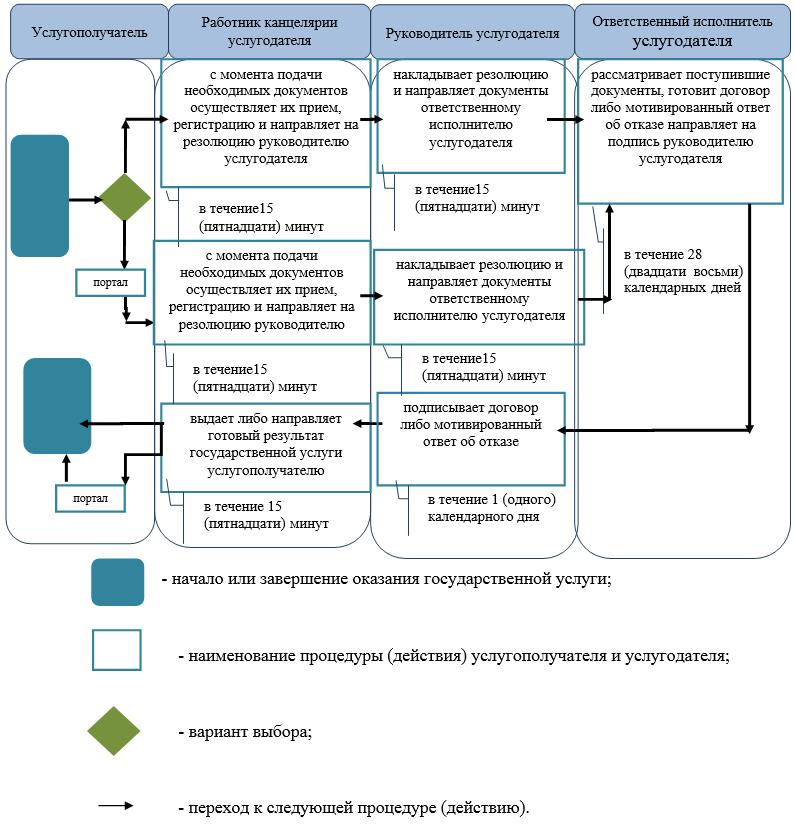 Услугополучатель
Работник канцелярии
услугодателя
Руководитель услугодателя
Ответственный исполнитель
услугодателя
с момента подачи
необходимых документов
осуществляет их прием,
регистрацию и направляет на
резолюцию руководителю
услугодателя
накладывает резолюцию
и направляет документы
ответственному
исполнителю
услугодателя
рассматривает поступившие
документы, готовит договор
либо мотивированный ответ
об отказе направляет на
подпись руководителю
услугодателя
в течение15
(пятнадцати) минут
в течение15
(пятнадцати) минут
в течение 28
(двадцати восьми)
календарных дней
портал
с момента подачи
необходимых документов
осуществляет их прием,
регистрацию и направляет на
резолюцию руководителю
накладывает резолюцию и
направляет документы
ответственному
исполнителю услугодателя
в течение15
(пятнадцати) минут
в течение15
(пятнадцати) минут
выдает либо направляет
готовый результат
государственной услуги
услугополучателю
подписывает договор
либо мотивированный
ответ об отказе
портал
в течение 15
(пятнадцати) минут
в течение 1 (одного)
календарного дня
- начало или завершение оказания государственной услуги;
- наименование процедуры (действия) услугополучателя и услугодателя;
- вариант выбора;
- переход к следующей процедуре (действию).